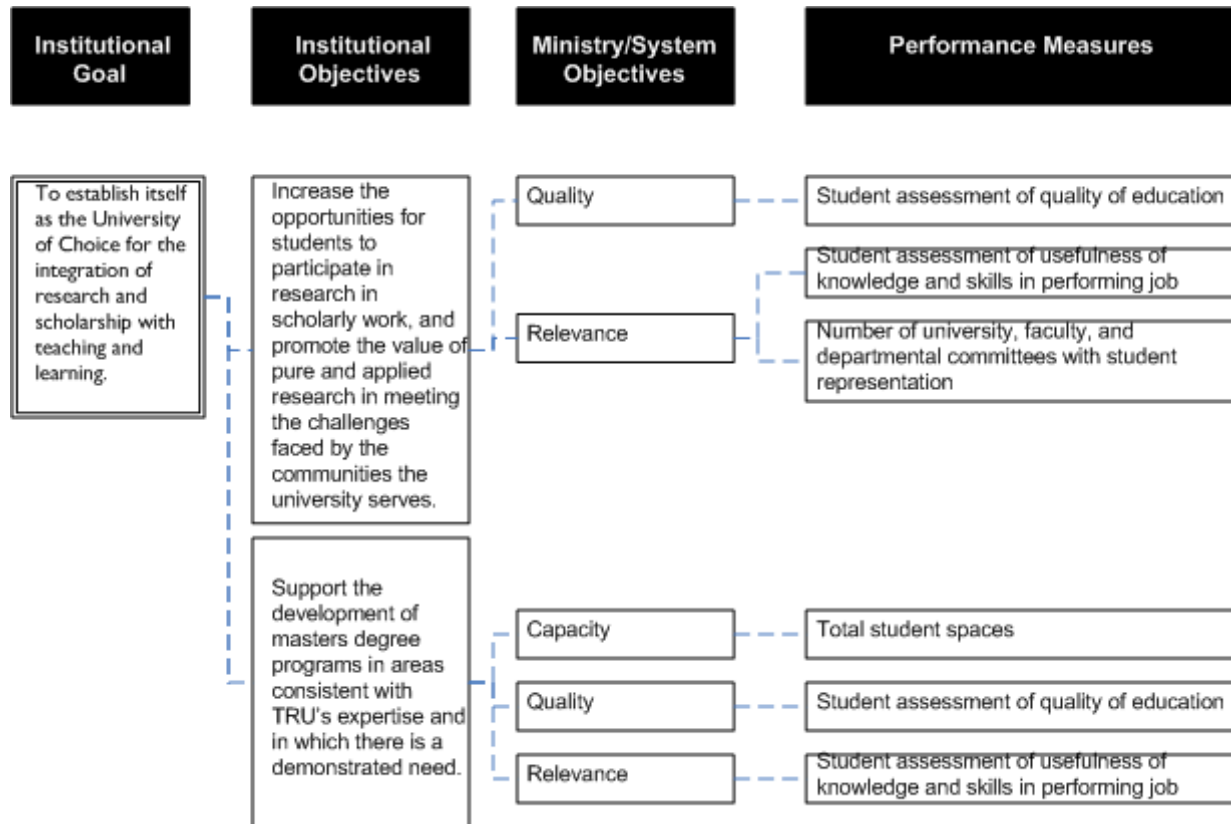 Institutional
Goal
Institutional
Objectives
Ministry/System
Objectives
Performance Measures
To establish itself
as the University
of Choice for the
integration of
research and
scholarship with
teaching and
learning.
Increase the
opportunities for
students to
participate in
research in
scholarly work, and
promote the value of
pure and applied
research in meeting
the challenges
faced by the
communities the
university serves.
Quality
Student assessment of quality of education
Relevance
Student assessment of usefulness of
knowledge and skills in performing job
Number of university, faculty, and
departmental committees with student
representation
Support the
development of
masters degree
programs in areas
consistent with
TRU's expertise and
in which there is a
demonstrated need.
Capacity
Total student spaces
Quality
Student assessment of quality of education
Relevance
Student assessment of usefulness of
knowledge and skills in performing job